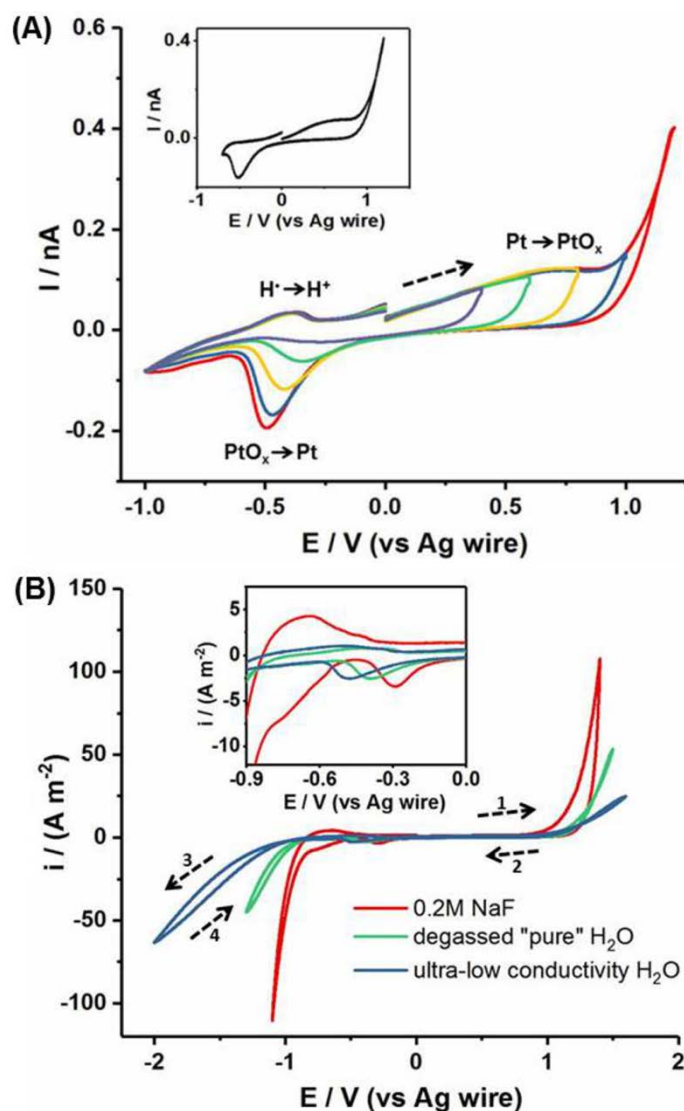 (A)
0.4
0.0
I / nA
-1
0
1
E / V (vs Ag wire)
0.6
0.4
0.2
0.0
-0.2
I / nA
H•→H+
Pt→PtOₓ
PtOₓ→Pt
-1.0
-0.5
0.0
0.5
1.0
E / V (vs Ag wire)
(B)
150
100
50
0
-50
-100
i / (A m⁻²)
5
0
-5
-10
i / (A m⁻²)
-0.9
-0.6
-0.3
0.0
E / V (vs Ag wire)
1
2
3
4
0.2M NaF
degassed "pure" H₂O
ultra-low conductivity H₂O
-2
-1
0
1
2
E / V (vs Ag wire)